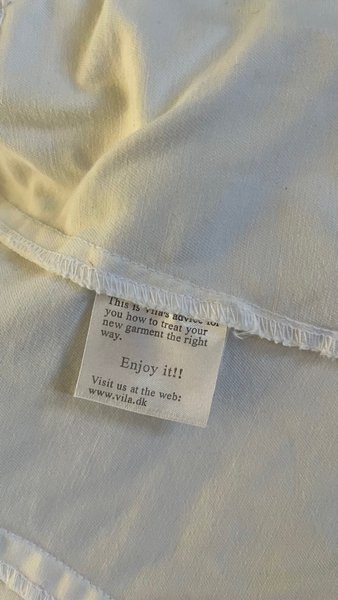 This is Vila's advice for
you how to treat your
new garment the right
way.
Enjoy it!!
Visit us at the web:
www.vila.dk